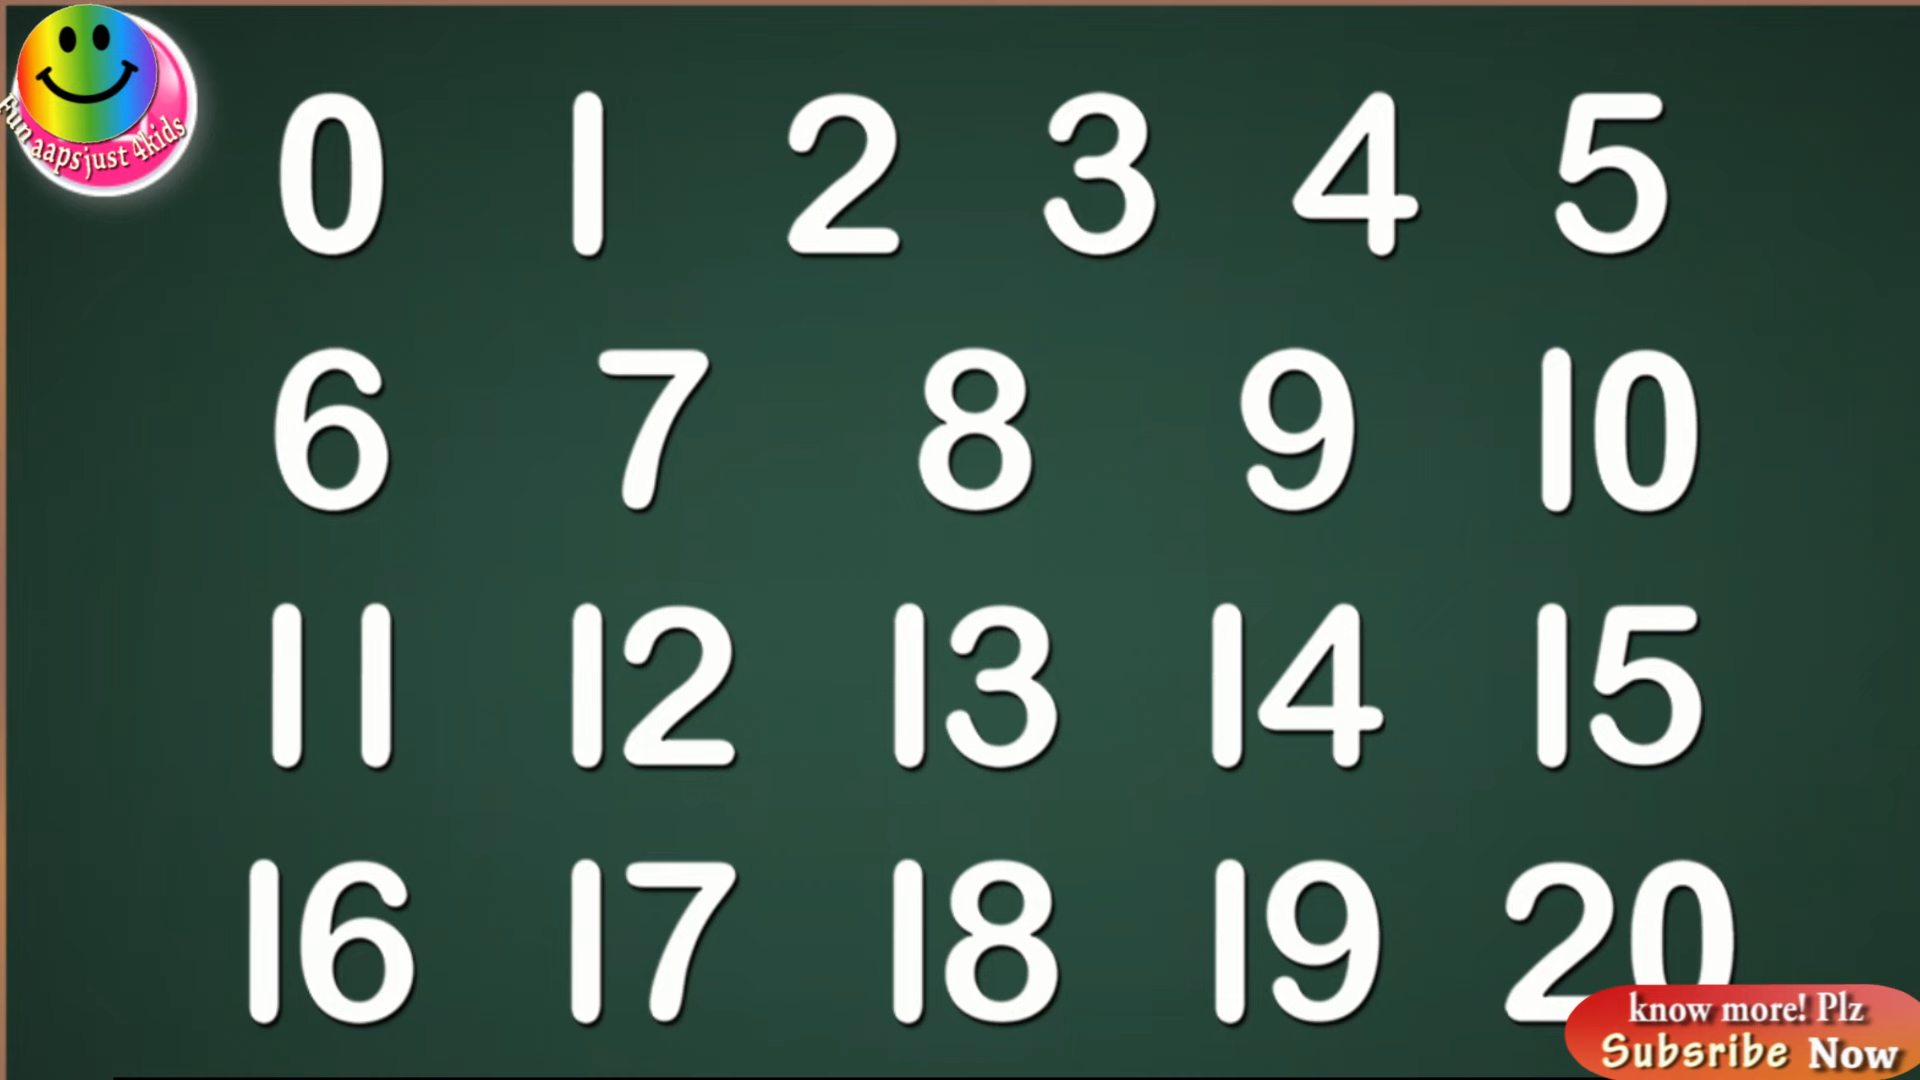 Fun aapsjust 4kids
0 1 2 3 4 5
6 7 8 9 10
11 12 13 14 15
16 17 18 19 20
know more! Plz
Subsribe Now